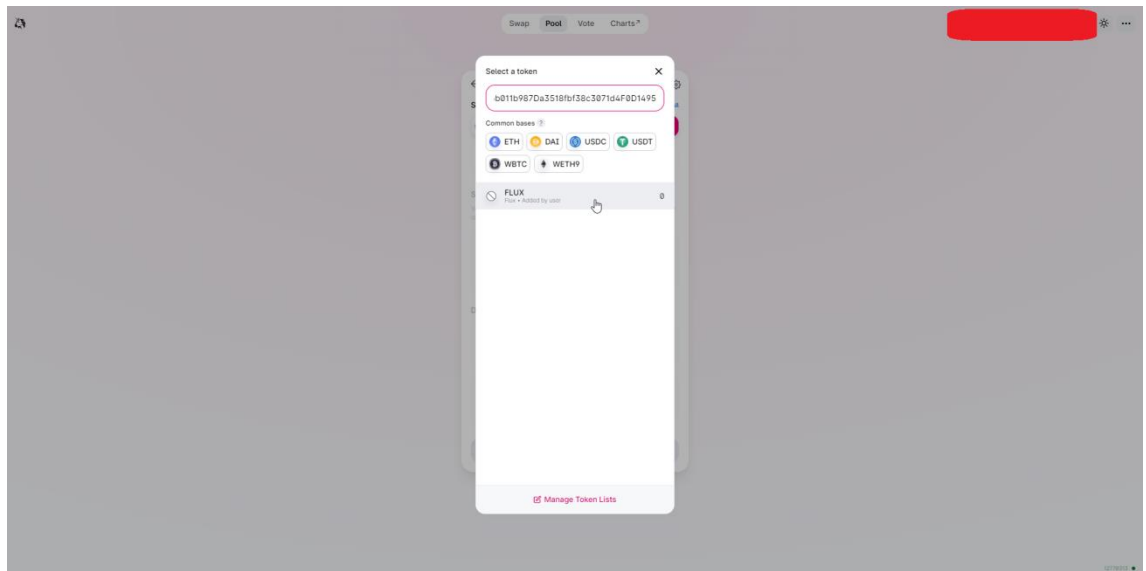 Swap Pool Vote Charts↗
Select a token
b011b987Da3518fbf38c3071d4F0D1495
Common bases ?
ETH DAI USDC USDT
WBTC WETH9
FLUX 0
Flux • Added by user
Manage Token Lists